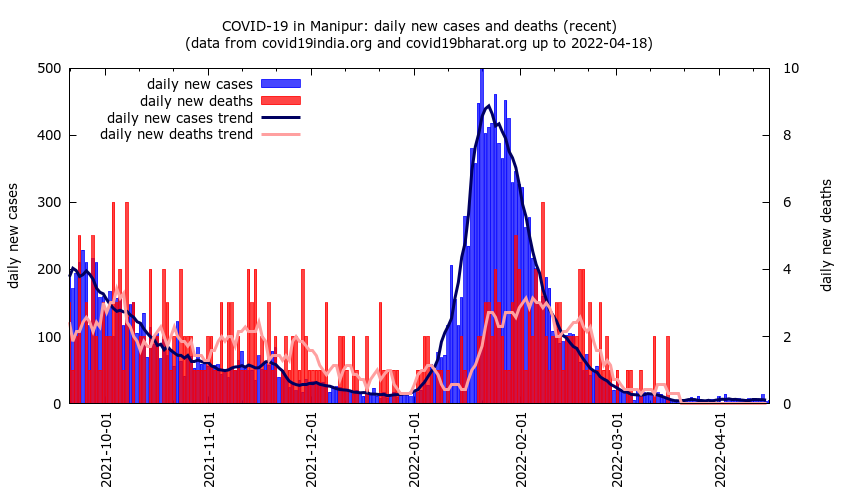 COVID-19 in Manipur: daily new cases and deaths (recent)
(data from covid19india.org and covid19bharat.org up to 2022-04-18)
daily new cases
daily new deaths
daily new cases trend
daily new deaths trend
500
400
300
200
100
0
10
8
6
4
2
0
daily new cases
daily new deaths
2021-10-01
2021-11-01
2021-12-01
2022-01-01
2022-02-01
2022-03-01
2022-04-01